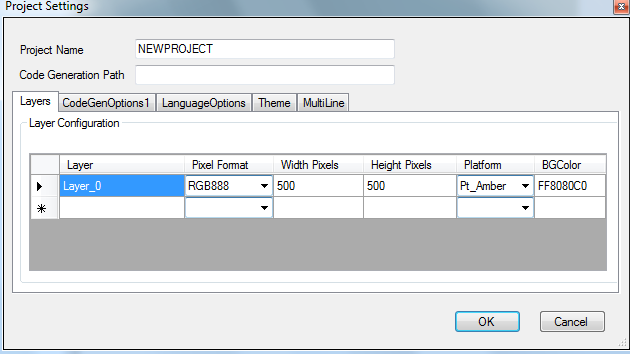 Project Settings
Project Name NEWPROJECT
Code Generation Path
Layers CodeGenOptions1 LanguageOptions Theme MultiLine
Layer Configuration
Layer Pixel Format Width Pixels Height Pixels Platform BGColor
Layer_0 RGB888 500 500 Pt_Amber FF8080C0
OK Cancel